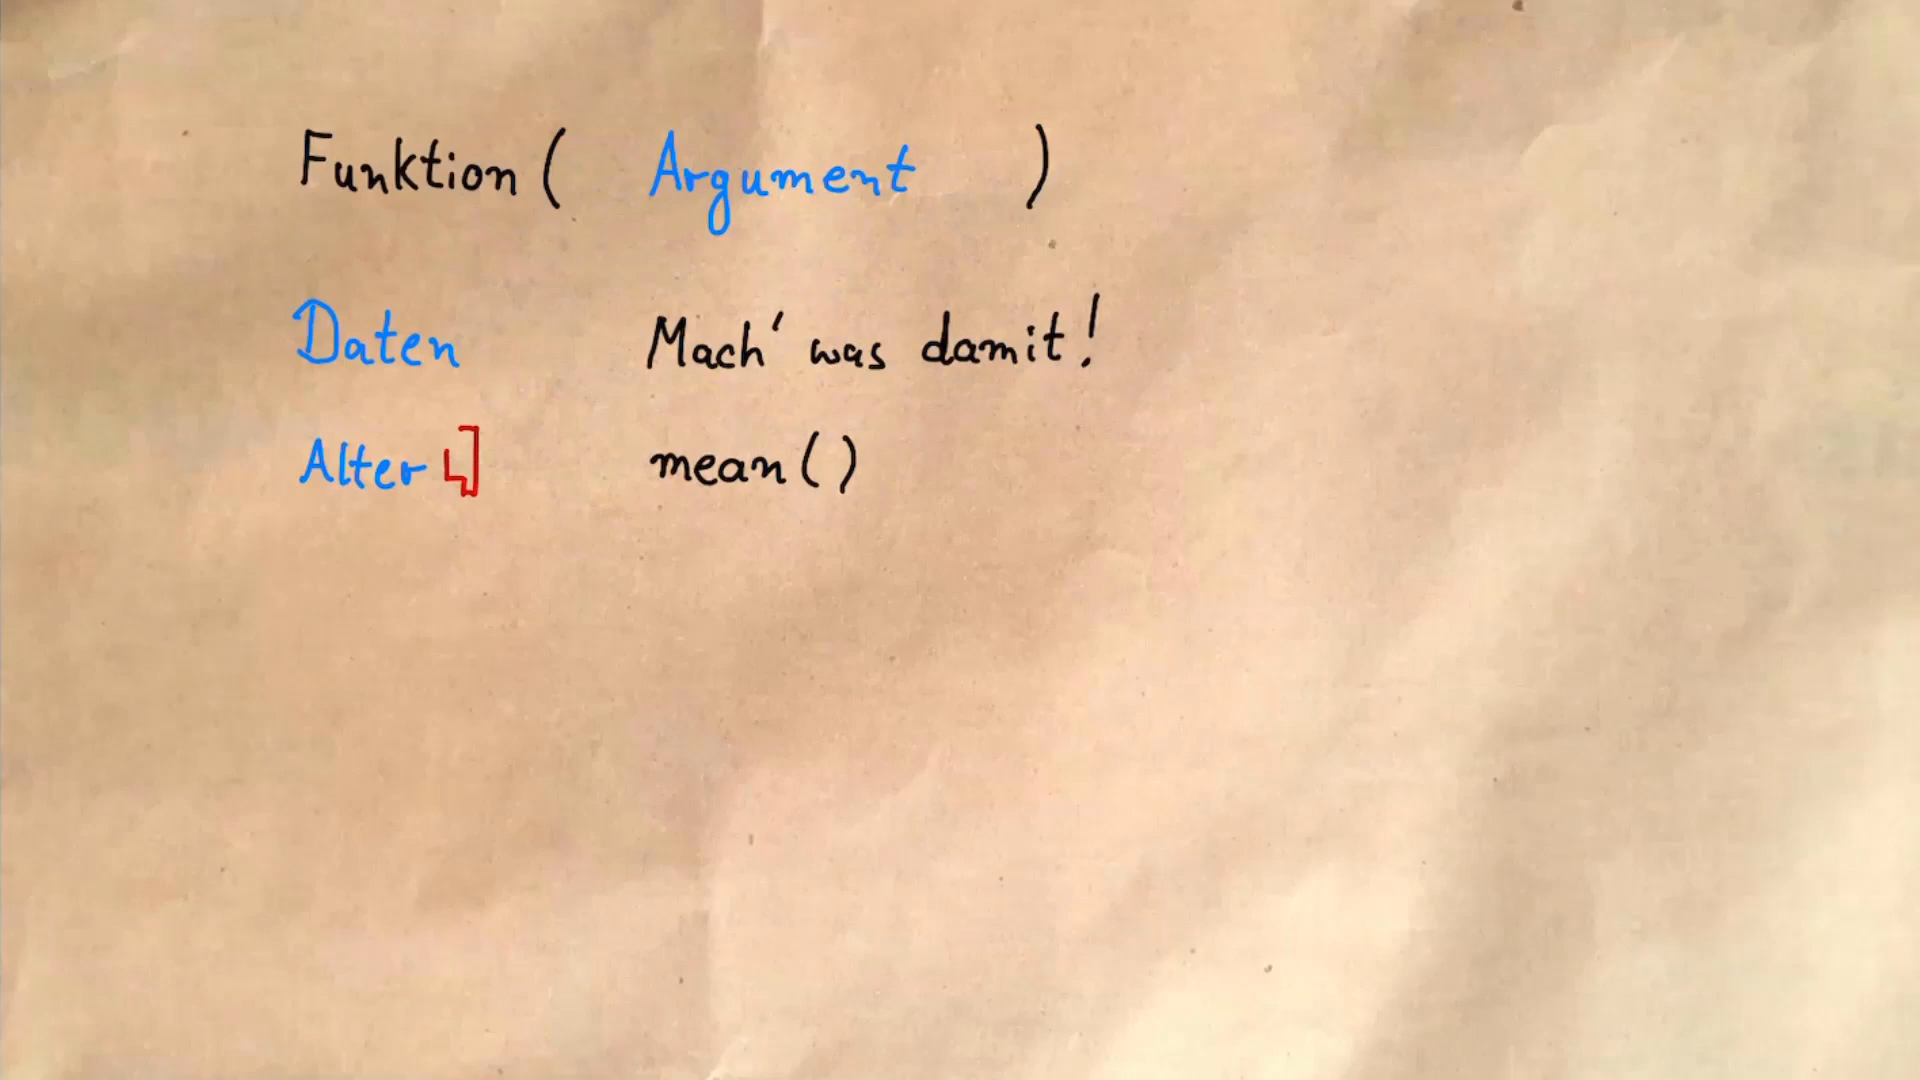 Funktion ( Argument )
Daten Mach' was damit!
Alter mean ( )